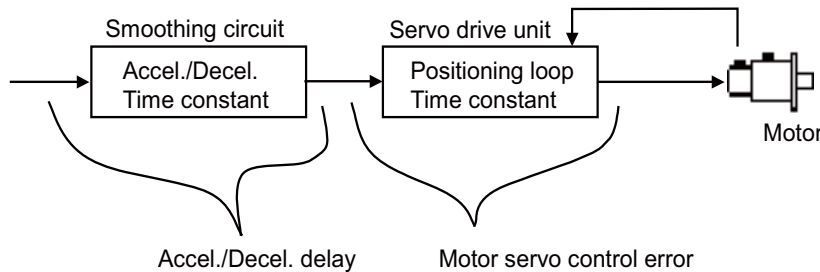 Smoothing circuit
Servo drive unit
Accel./Decel.
Time constant
Positioning loop
Time constant
Motor
Accel./Decel. delay
Motor servo control error